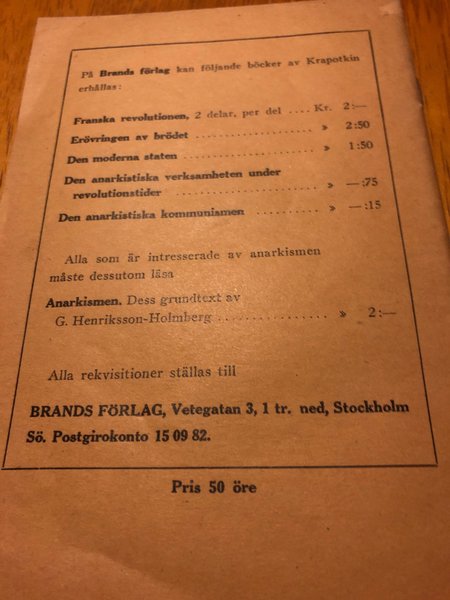 På Brands förlag kan följande böcker av Krapotkin
erhållas:
Franska revolutionen, 2 delar, per del .... Kr. 2:—
Erövringen av brödet .................... » 2:50
Den moderna staten ..................... » 1:50
Den anarkistiska verksamheten under
revolutionstider ..................... » —:75
Den anarkistiska kommunismen ........... » —:15
Alla som är intresserade av anarkismen
måste dessutom läsa
Anarkismen. Dess grundtext av
G. Henriksson-Holmberg ................. » 2:—
Alla rekvisitioner ställas till
BRANDS FÖRLAG, Vetegatan 3, 1 tr. ned, Stockholm
Sö. Postgirokonto 15 09 82.
Pris 50 öre